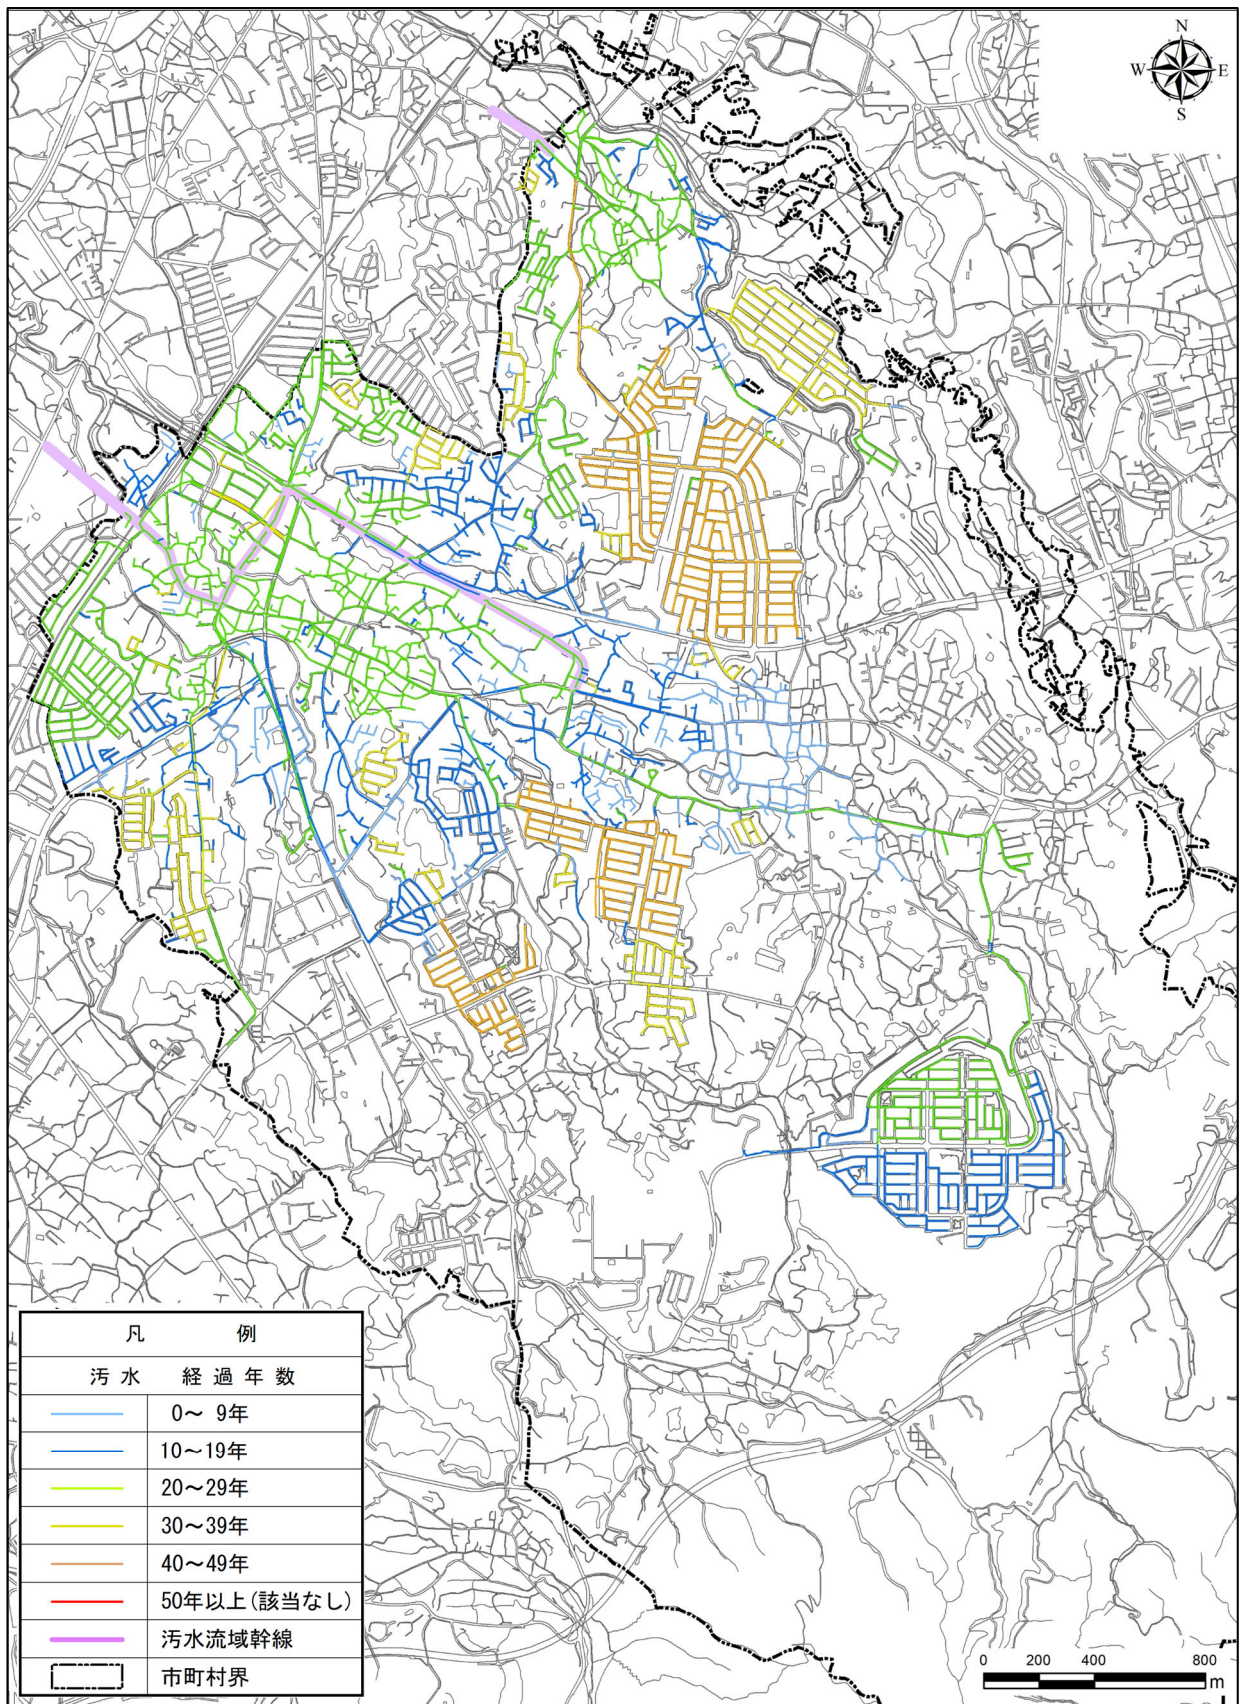 N
W E
S
凡 例
汚水 経過年数
0～ 9年
10～19年
20～29年
30～39年
40～49年
50年以上(該当なし)
汚水流域幹線
市町村界
0 200 400 800
m